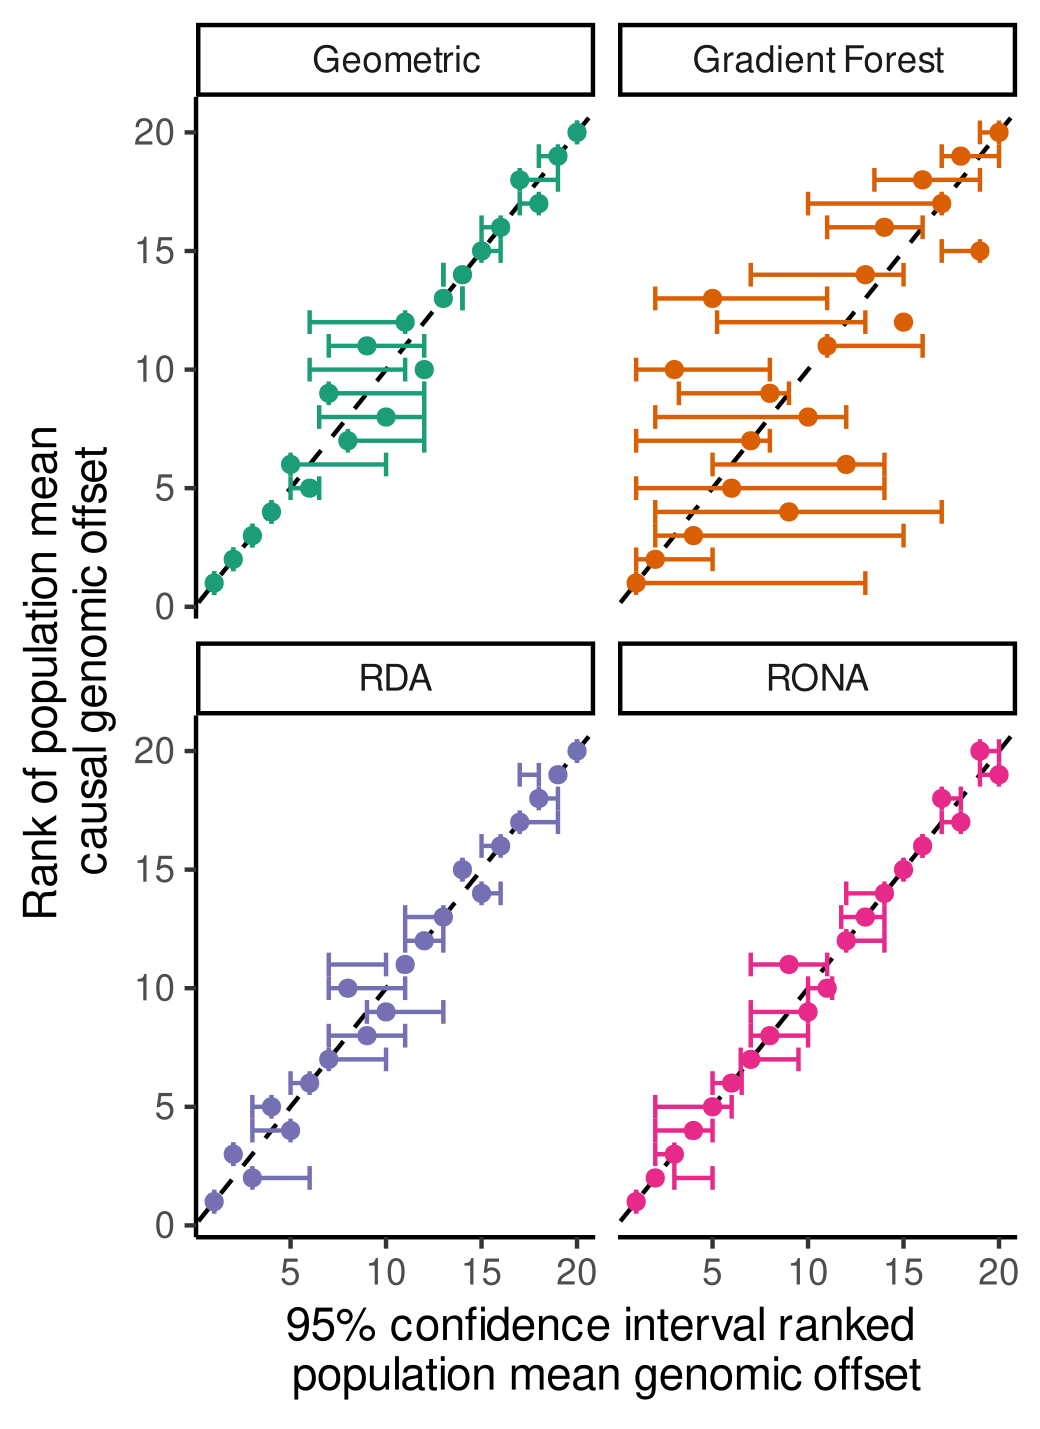 Geometric
Gradient Forest
20
15
10
5
0
RDA
RONA
20
15
10
5
0
5 10 15 20
5 10 15 20
Rank of population mean
causal genomic offset
95% confidence interval ranked
population mean genomic offset